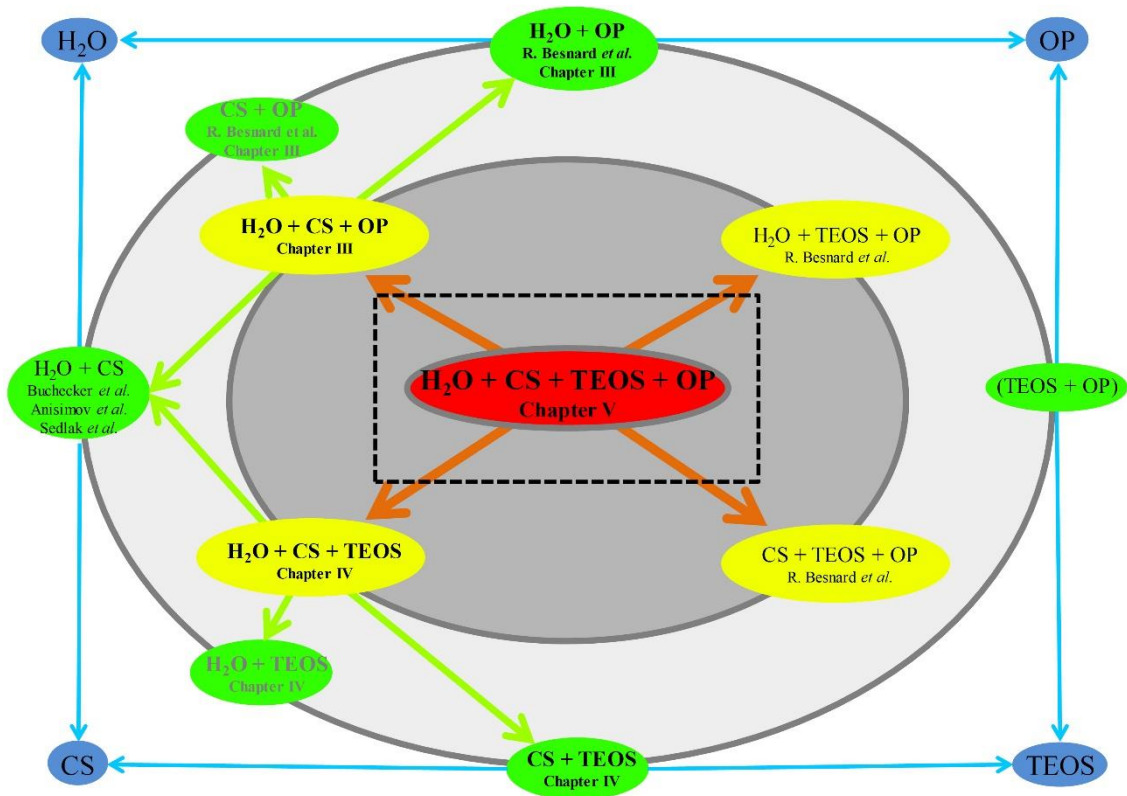 H₂O + OP
R. Besnard et al.
Chapter III
H₂O
OP
CS + OP
R. Besnard et al.
Chapter III
H₂O + CS + OP
Chapter III
H₂O + TEOS + OP
R. Besnard et al.
H₂O + CS
Buchecker et al.
Anisimov et al.
Sedlak et al.
H₂O + CS + TEOS + OP
Chapter V
(TEOS + OP)
H₂O + CS + TEOS
Chapter IV
CS + TEOS + OP
R. Besnard et al.
H₂O + TEOS
Chapter IV
CS
CS + TEOS
Chapter IV
TEOS